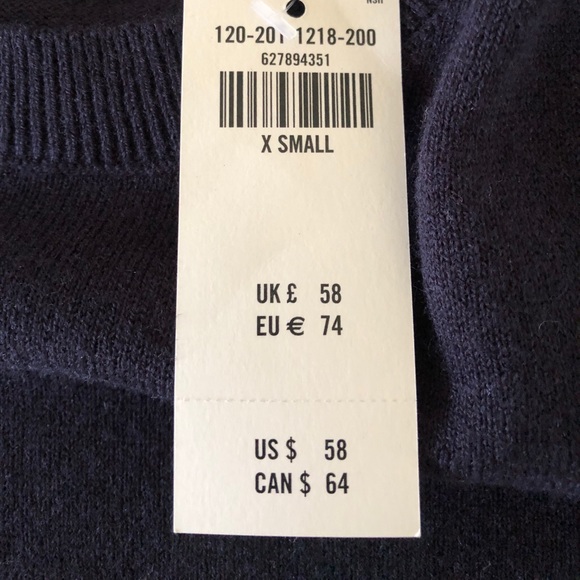 120-201 1218-200
627894351
X SMALL
UK £ 58
EU € 74
US $ 58
CAN $ 64